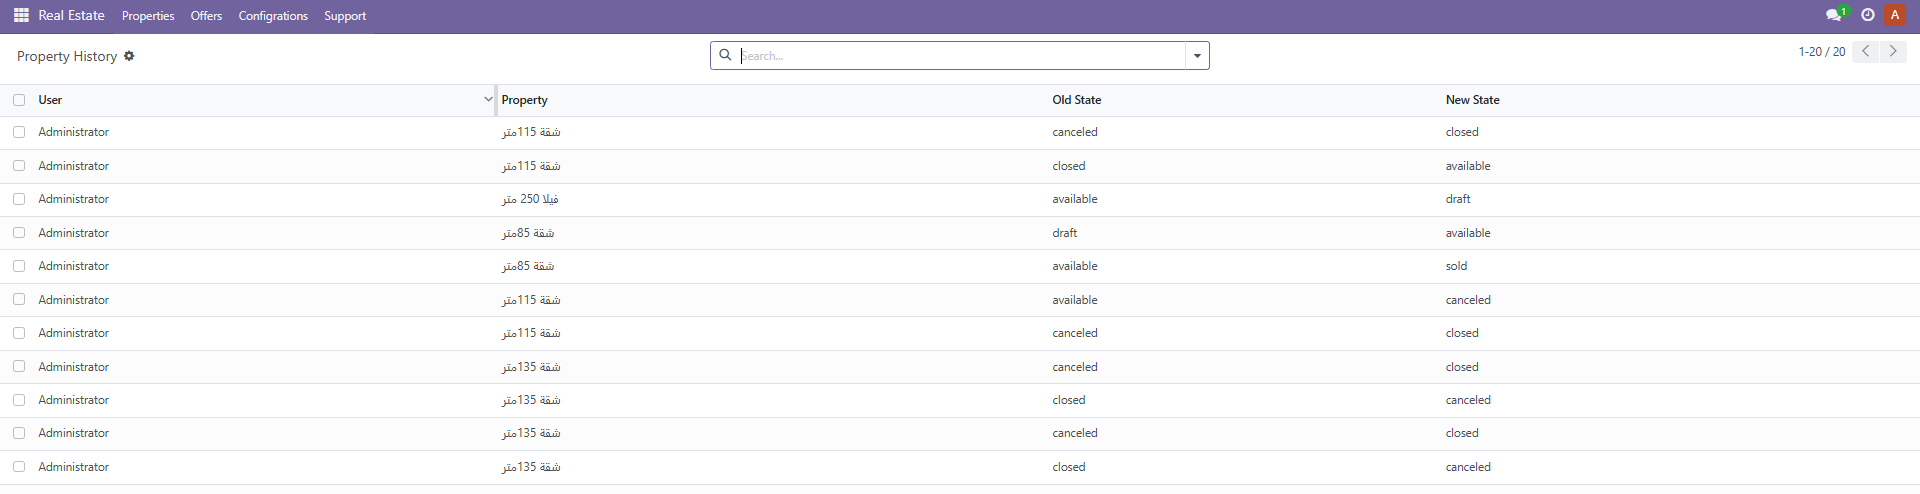 Real Estate Properties Offers Configrations Support 1 A
Property History Search... 1-20 / 20
User Property Old State New State
Administrator شقة 115متر canceled closed
Administrator شقة 115متر closed available
Administrator فيلا 250 متر available draft
Administrator شقة 85متر draft available
Administrator شقة 85متر available sold
Administrator شقة 115متر available canceled
Administrator شقة 115متر canceled closed
Administrator شقة 135متر canceled closed
Administrator شقة 135متر closed canceled
Administrator شقة 135متر canceled closed
Administrator شقة 135متر closed canceled